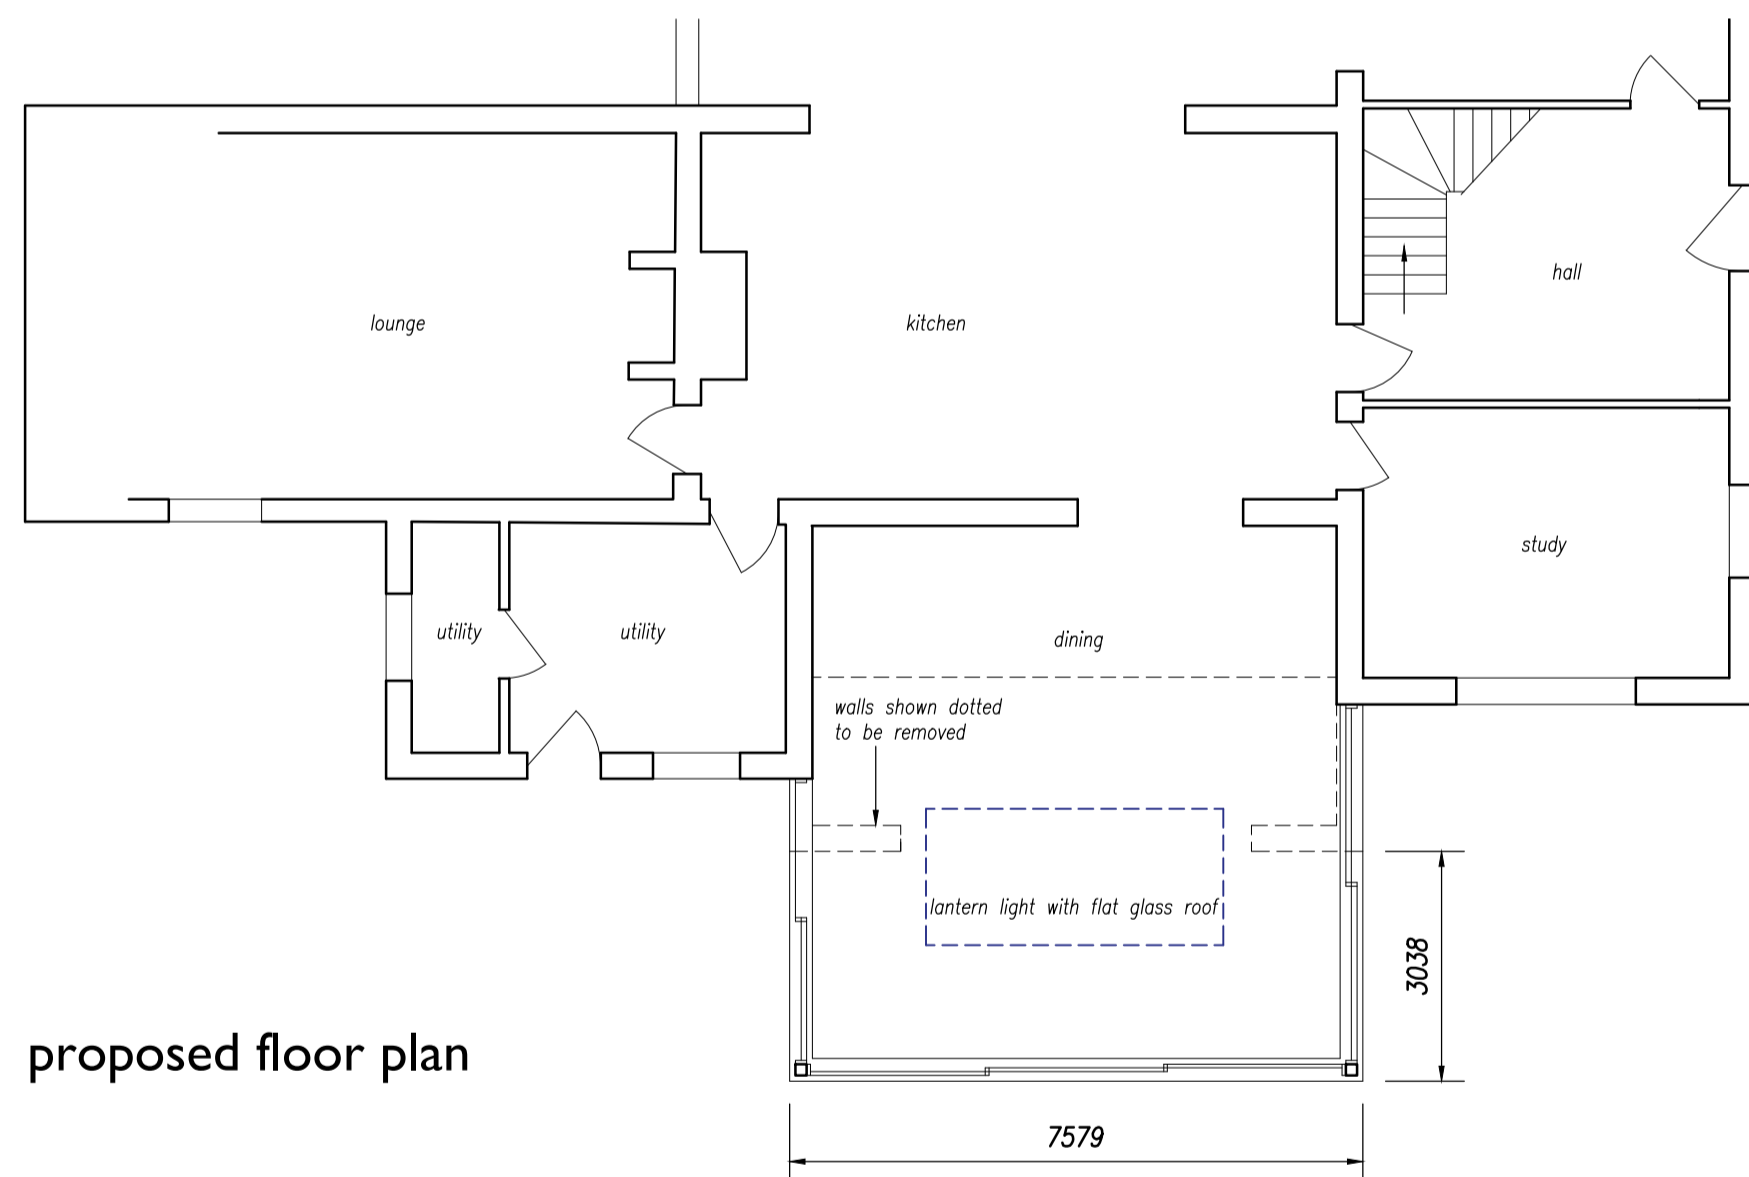 hall
lounge
kitchen
study
utility
utility
dining
walls shown dotted
to be removed
lantern light with flat glass roof
3038
proposed floor plan
7579